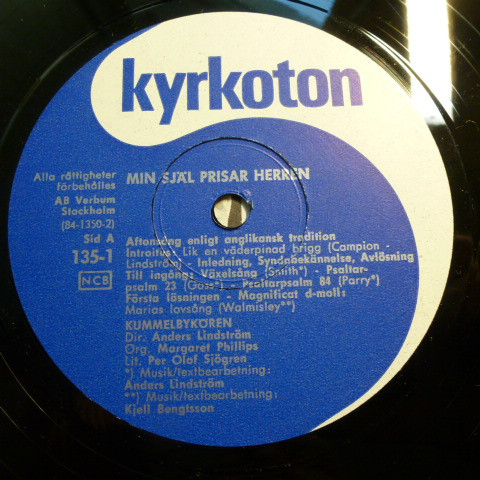 kyrkoton
Alla rättigheter
förbehålles
AB Verbum
Stockholm
(84-1350-2)
Sid A
135-1
NCB
MIN SJÄL PRISAR HERREN
Aftonsång enligt anglikansk tradition
Introitus: Lik en väderpinad brigg (Campion -
Lindström) - Inledning, Syndabekännelse, Avlösning
Till ingång: Växelsång (Smith*) - Psaltar-
psalm 23 (Goss*) - Psaltarpsalm 84 (Parry*)
Första läsningen - Magnificat d-moll:
Marias lovsång (Walmisley**)
KUMMELBYKÖREN
Dir. Anders Lindström
Org. Margaret Phillips
Lit. Per Olof Sjögren
*) Musik/textbearbetning:
Anders Lindström
**) Musik/textbearbetning:
Kjell Bengtsson